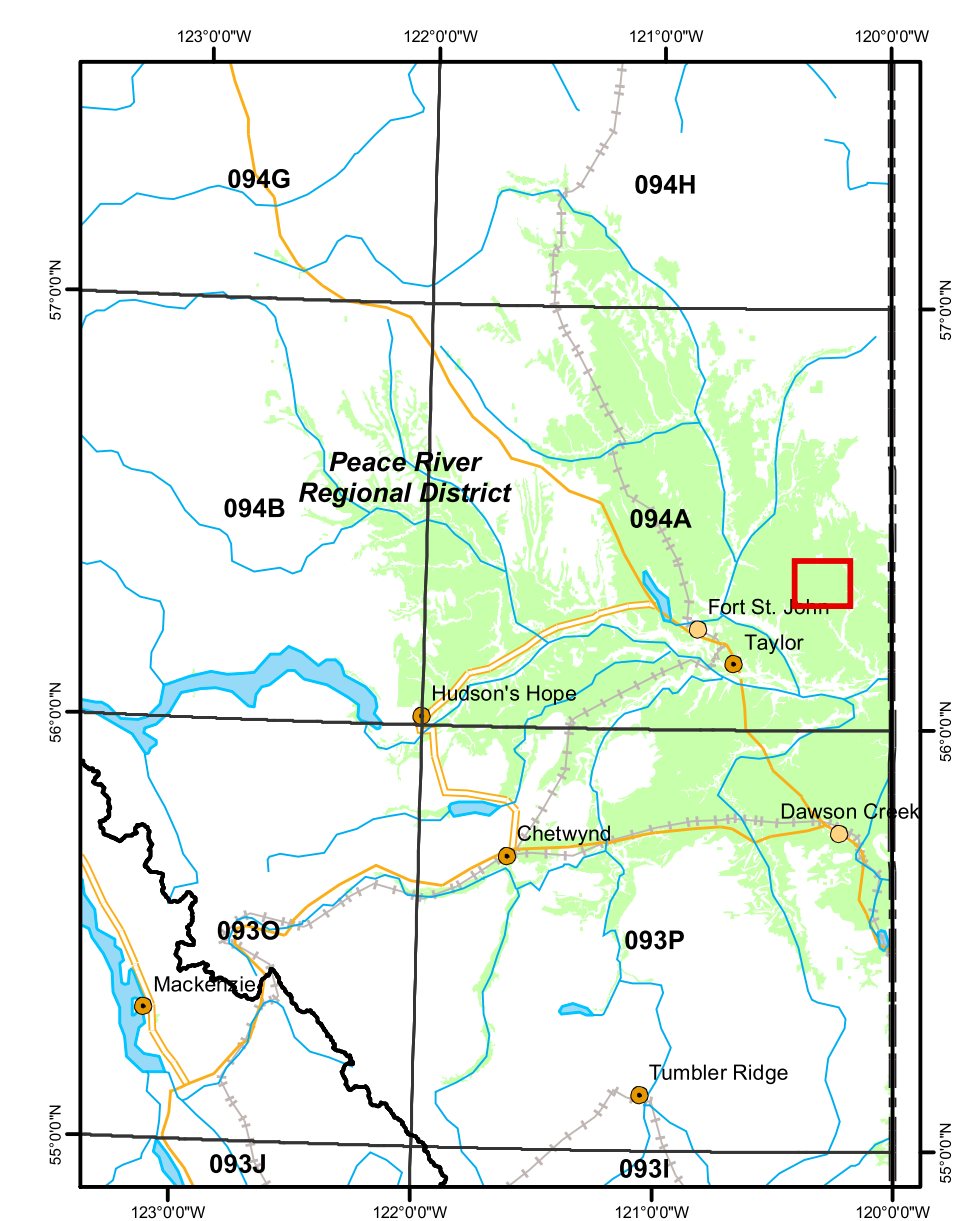 123°0'0"W 122°0'0"W 121°0'0"W 120°0'0"W
094G
094H
57°0'0"N
57°0'0"N
Peace River
Regional District
094B
094A
Fort St. John
Taylor
Hudson's Hope
56°0'0"N
56°0'0"N
Dawson Creek
Chetwynd
093O
093P
Mackenzie
Tumbler Ridge
55°0'0"N
55°0'0"N
093J
093I
123°0'0"W 122°0'0"W 121°0'0"W 120°0'0"W